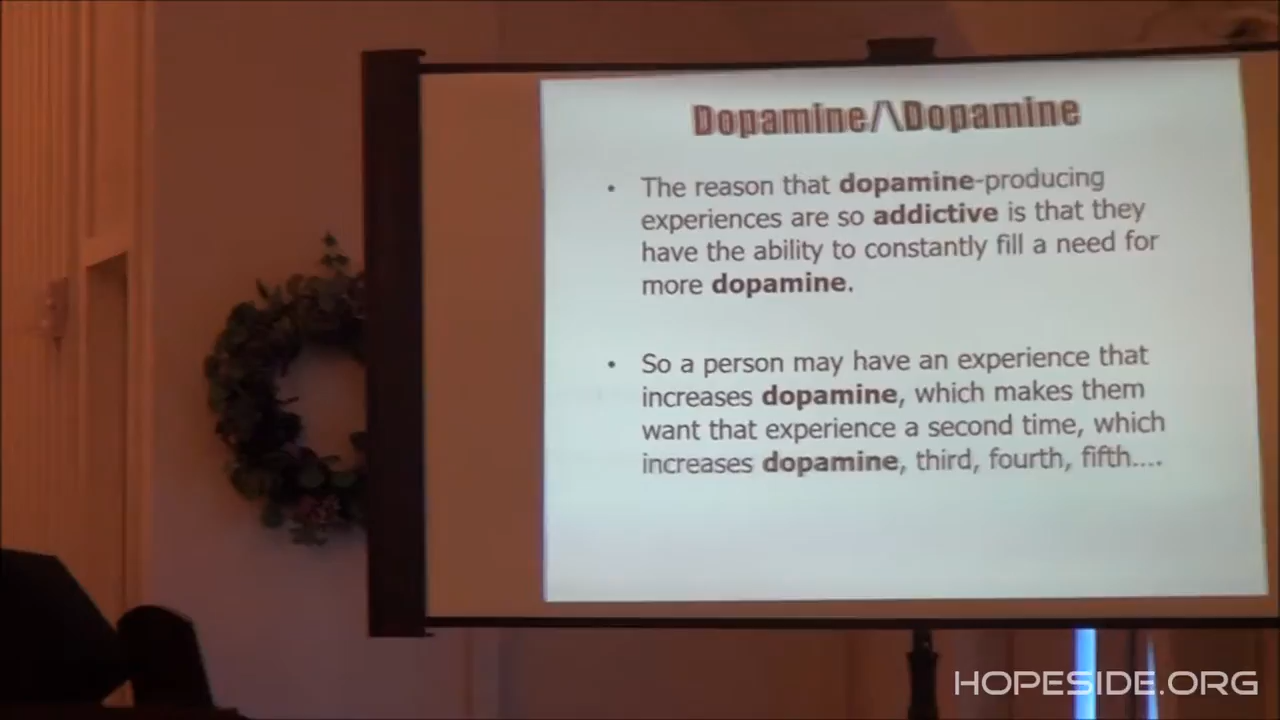 Dopamine/\Dopamine
• The reason that dopamine-producing
experiences are so addictive is that they
have the ability to constantly fill a need for
more dopamine.
• So a person may have an experience that
increases dopamine, which makes them
want that experience a second time, which
increases dopamine, third, fourth, fifth....
HOPESIDE.ORG